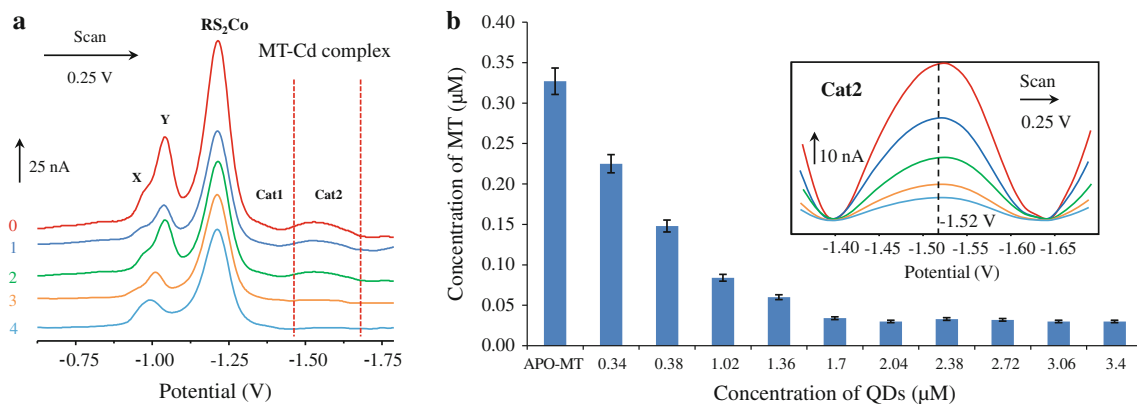 a
Scan
0.25 V
RS₂Co
MT-Cd complex
Y
X
25 nA
Cat1
Cat2
0
1
2
3
4
-0.75
-1.00
-1.25
-1.50
-1.75
Potential (V)
b
Concentration of MT (µM)
0.40
0.35
0.30
0.25
0.20
0.15
0.10
0.05
0.00
APO-MT
0.34
0.38
1.02
1.36
1.7
2.04
2.38
2.72
3.06
3.4
Concentration of QDs (µM)
Cat2
Scan
0.25 V
10 nA
-1.52 V
-1.40
-1.45
-1.50
-1.55
-1.60
-1.65
Potential (V)